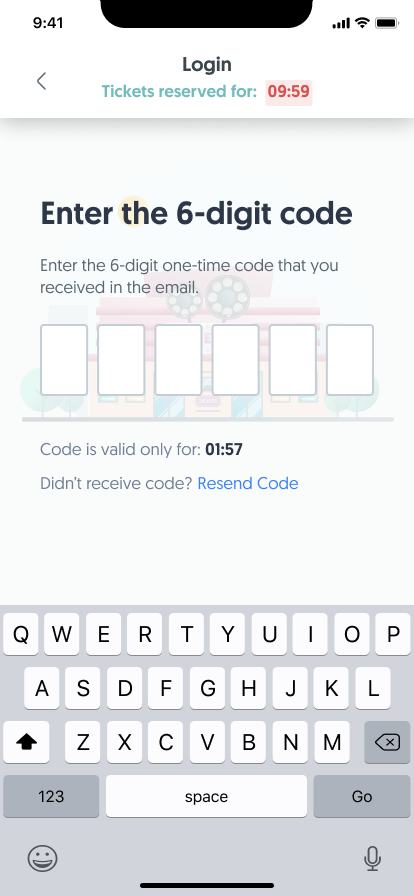 9:41
Login
Tickets reserved for: 09:59
Enter the 6-digit code
Enter the 6-digit one-time code that you
received in the email.
Code is valid only for: 01:57
Didn't receive code? Resend Code
Q W E R T Y U I O P
A S D F G H J K L
Z X C V B N M
123 space Go